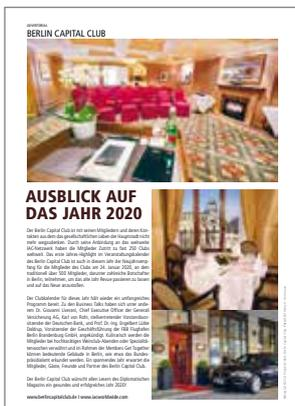 ADVERTORIAL
BERLIN CAPITAL CLUB
AUSBLICK AUF
DAS JAHR 2020
Der Berlin Capital Club ist mit seinen Mitgliedern und deren Kon-
takten aus dem gesellschaftlichen Leben der Hauptstadt nicht
mehr wegzudenken. Durch seine Anbindung an das weltweite
IAC-Netzwerk haben die Mitglieder Zutritt zu fast 250 Clubs
weltweit. Das erste Jahres-Highlight im Veranstaltungskalender
des Berlin Capital Club ist auch in diesem Jahr der Neujahrsemp-
fang für die Mitglieder des Clubs am 24. Januar 2020, an dem
traditionell über 500 Mitglieder, darunter zahlreiche Botschafter
in Berlin, teilnehmen, um das alte Jahr Revue passieren zu lassen
und auf das Neue anzustoßen.
Der Clubkalender für dieses Jahr hält wieder ein umfangreiches
Programm bereit. Zu den Business Talks haben sich unter ande-
rem Dr. Giovanni Liverani, Chief Executive Officer der Generali
Versicherung AG, Karl von Rohr, stellvertretender Vorstandsvor-
sitzender der Deutschen Bank, und Prof. Dr.-Ing. Engelbert Lütke
Daldrup, Vorsitzender der Geschäftsführung der FBB Flughafen
Berlin Brandenburg GmbH, angekündigt. Kulinarisch werden die
Mitglieder bei hochkarätigen Weinclub-Abenden oder Spezialitä-
tenwochen verwöhnt und im Rahmen der Members Get Together
können bedeutende Gebäude in Berlin, wie etwa das Bundes-
präsidialamt erkundet werden. Ein spannendes Jahr erwartet die
Mitglieder, Gäste, Freunde und Partner des Berlin Capital Club.
Der Berlin Capital Club wünscht allen Lesern des Diplomatischen
Magazin ein gesundes und erfolgreiches Jahr 2020!
www.berlincapitalclub.de I www.iacworldwide.com